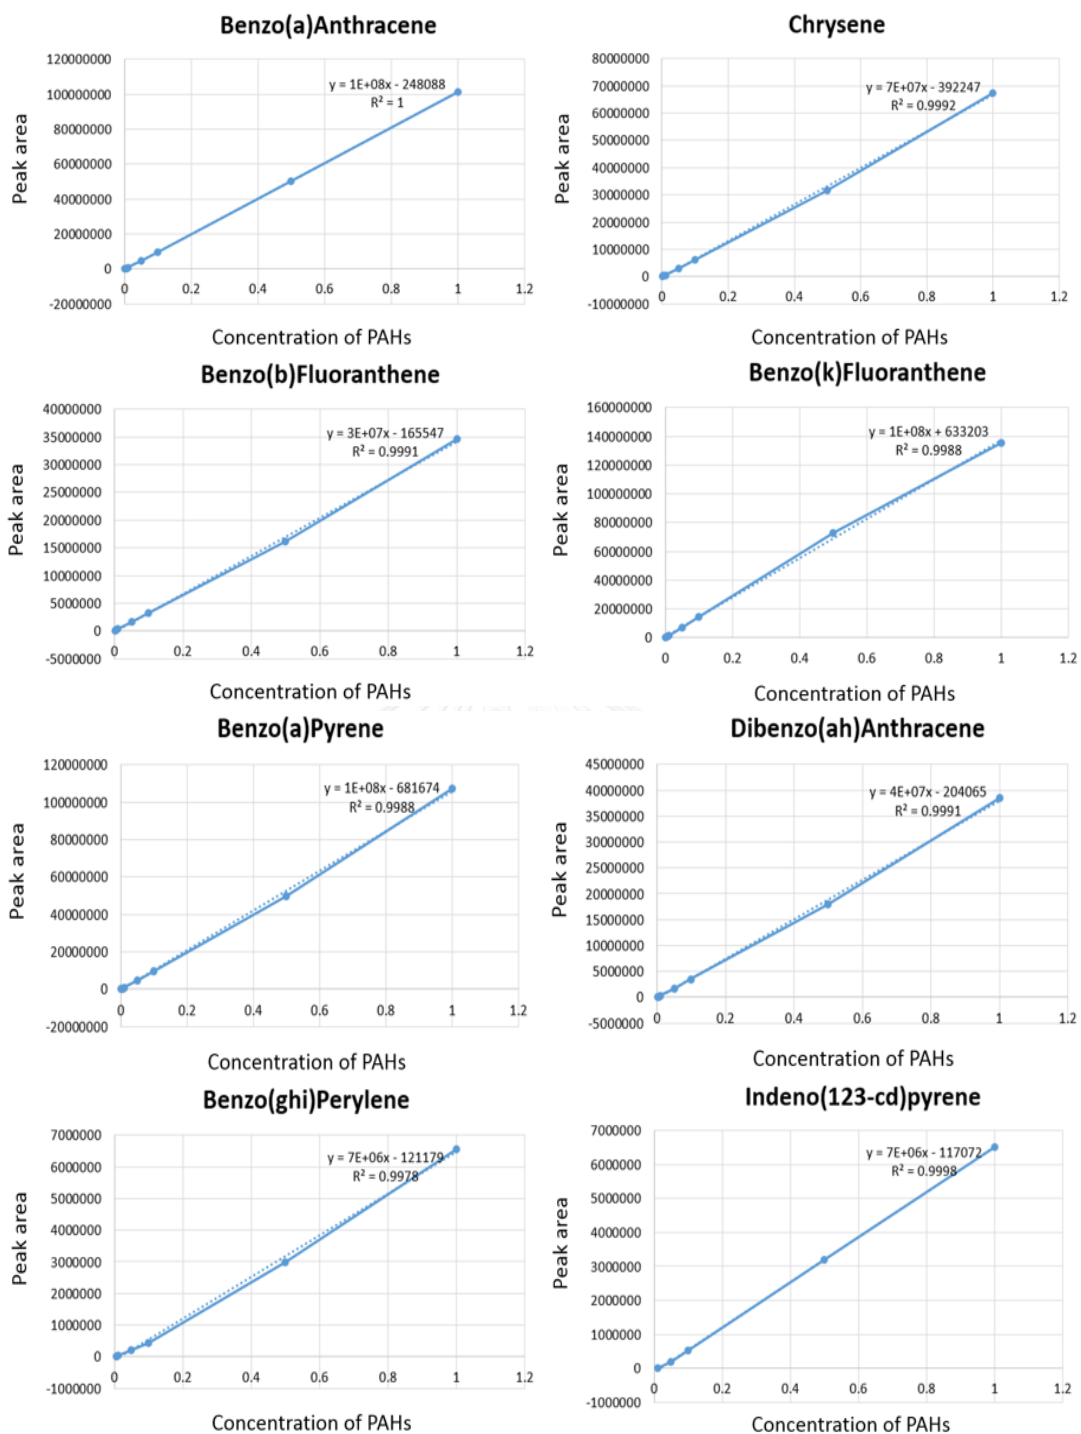 Benzo(a)Anthracene
120000000
100000000
80000000
60000000
40000000
20000000
0
-20000000
y = 1E+08x - 248088
R² = 1
0 0.2 0.4 0.6 0.8 1 1.2
Peak area
Concentration of PAHs
Chrysene
80000000
70000000
60000000
50000000
40000000
30000000
20000000
10000000
0
-10000000
y = 7E+07x - 392247
R² = 0.9992
0 0.2 0.4 0.6 0.8 1 1.2
Peak area
Concentration of PAHs
Benzo(b)Fluoranthene
40000000
35000000
30000000
25000000
20000000
15000000
10000000
5000000
0
-5000000
y = 3E+07x - 165547
R² = 0.9991
0 0.2 0.4 0.6 0.8 1 1.2
Peak area
Concentration of PAHs
Benzo(k)Fluoranthene
160000000
140000000
120000000
100000000
80000000
60000000
40000000
20000000
0
y = 1E+08x + 633203
R² = 0.9988
0 0.2 0.4 0.6 0.8 1 1.2
Peak area
Concentration of PAHs
Benzo(a)Pyrene
120000000
100000000
80000000
60000000
40000000
20000000
0
-20000000
y = 1E+08x - 681674
R² = 0.9988
0 0.2 0.4 0.6 0.8 1 1.2
Peak area
Concentration of PAHs
Dibenzo(ah)Anthracene
45000000
40000000
35000000
30000000
25000000
20000000
15000000
10000000
5000000
0
-5000000
y = 4E+07x - 204065
R² = 0.9991
0 0.2 0.4 0.6 0.8 1 1.2
Peak area
Concentration of PAHs
Benzo(ghi)Perylene
7000000
6000000
5000000
4000000
3000000
2000000
1000000
0
-1000000
y = 7E+06x - 121179
R² = 0.9978
0 0.2 0.4 0.6 0.8 1 1.2
Peak area
Concentration of PAHs
Indeno(123-cd)pyrene
7000000
6000000
5000000
4000000
3000000
2000000
1000000
0
-1000000
y = 7E+06x - 117072
R² = 0.9998
0 0.2 0.4 0.6 0.8 1 1.2
Peak area
Concentration of PAHs